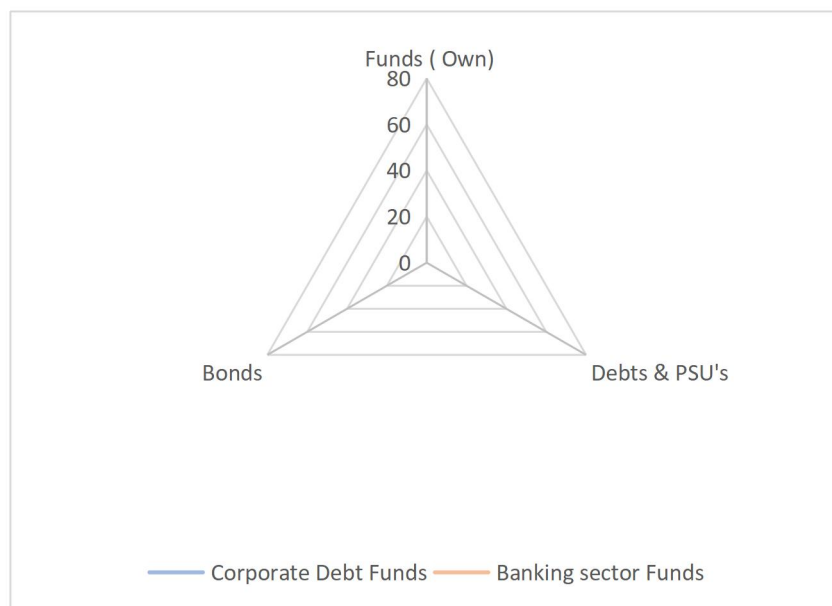 Funds ( Own)
80
60
40
20
0
Bonds
Debts & PSU's
Corporate Debt Funds
Banking sector Funds